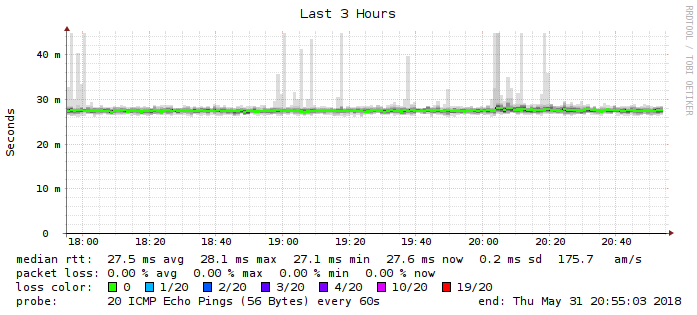 Last 3 Hours
RRDTOOL / TOBI OETIKER
Seconds
40 m
30 m
20 m
10 m
0
18:00 18:20 18:40 19:00 19:20 19:40 20:00 20:20 20:40
median rtt: 27.5 ms avg 28.1 ms max 27.1 ms min 27.6 ms now 0.2 ms sd 175.7 am/s
packet loss: 0.00 % avg 0.00 % max 0.00 % min 0.00 % now
loss color: 0 1/20 2/20 3/20 4/20 10/20 19/20
probe: 20 ICMP Echo Pings (56 Bytes) every 60s end: Thu May 31 20:55:03 2018